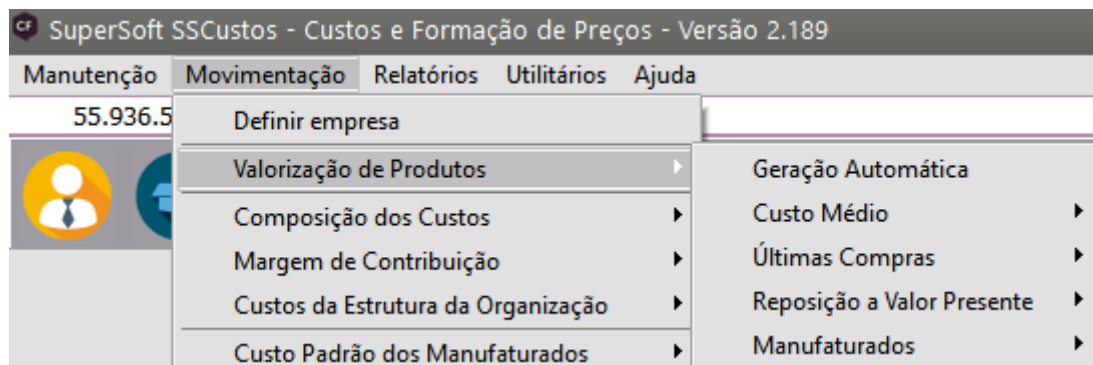 CF SuperSoft SSCustos - Custos e Formação de Preços - Versão 2.189
Manutenção Movimentação Relatórios Utilitários Ajuda
55.936.5
Definir empresa
Valorização de Produtos
Composição dos Custos
Margem de Contribuição
Custos da Estrutura da Organização
Custo Padrão dos Manufaturados
Geração Automática
Custo Médio
Últimas Compras
Reposição a Valor Presente
Manufaturados